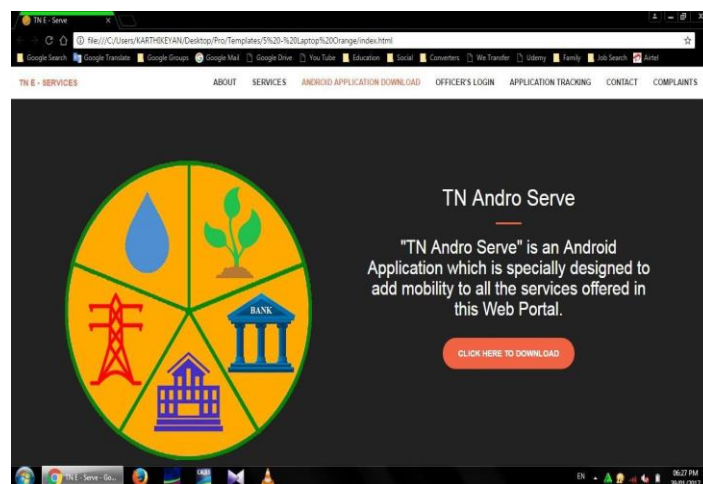 TN E - Serve
file:///C:/Users/KARTHIKEYAN/Desktop/Pro/Templates/5%20-%20Laptop%20Orange/index.html
Google Search Google Translate Google Groups Google Mail Google Drive You Tube Education Social Converters We Transfer Udemy Family Job Search Airtel
TN E - SERVICES ABOUT SERVICES ANDROID APPLICATION DOWNLOAD OFFICER'S LOGIN APPLICATION TRACKING CONTACT COMPLAINTS
TN Andro Serve
"TN Andro Serve" is an Android
Application which is specially designed to
add mobility to all the services offered in
this Web Portal.
BANK
CLICK HERE TO DOWNLOAD
TN E - Serve - Go... EN 06:27 PM